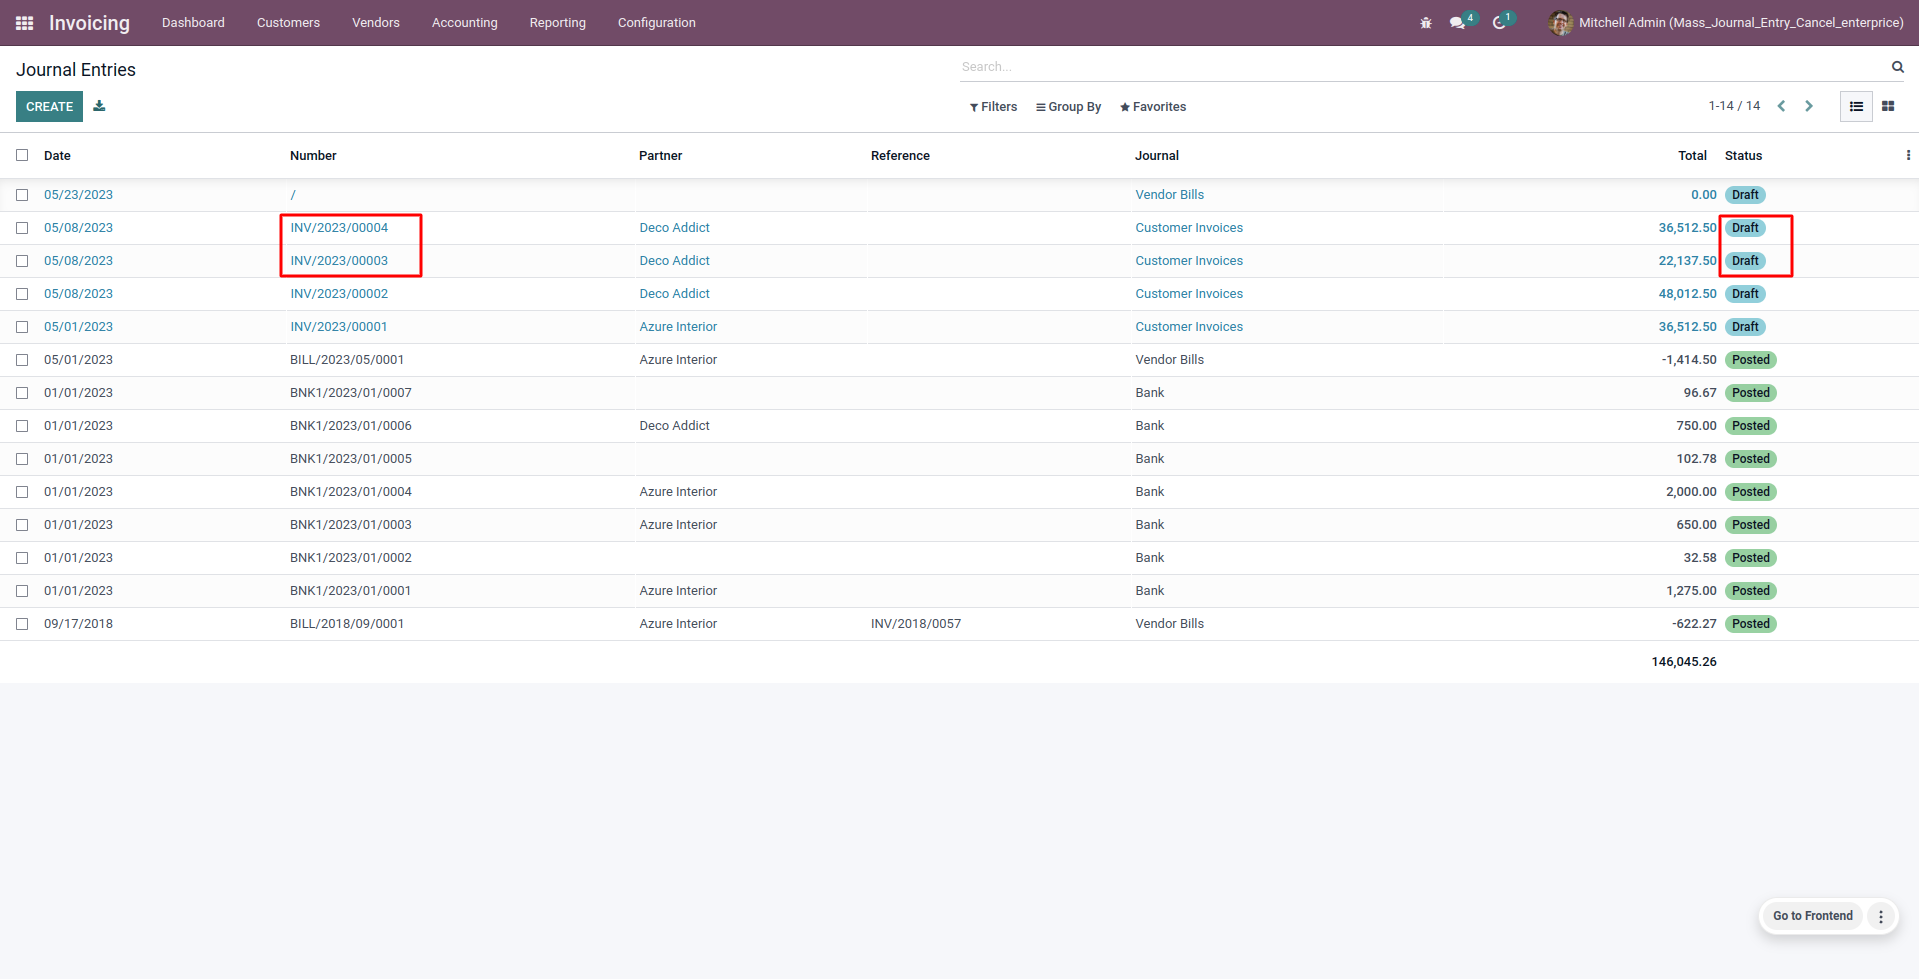 Invoicing Dashboard Customers Vendors Accounting Reporting Configuration 4 1 Mitchell Admin (Mass_Journal_Entry_Cancel_enterprice)
Journal Entries Search...
CREATE Filters Group By Favorites 1-14 / 14
Date Number Partner Reference Journal Total Status
05/23/2023 / Vendor Bills 0.00 Draft
05/08/2023 INV/2023/00004 Deco Addict Customer Invoices 36,512.50 Draft
05/08/2023 INV/2023/00003 Deco Addict Customer Invoices 22,137.50 Draft
05/08/2023 INV/2023/00002 Deco Addict Customer Invoices 48,012.50 Draft
05/01/2023 INV/2023/00001 Azure Interior Customer Invoices 36,512.50 Draft
05/01/2023 BILL/2023/05/0001 Azure Interior Vendor Bills -1,414.50 Posted
01/01/2023 BNK1/2023/01/0007 Bank 96.67 Posted
01/01/2023 BNK1/2023/01/0006 Deco Addict Bank 750.00 Posted
01/01/2023 BNK1/2023/01/0005 Bank 102.78 Posted
01/01/2023 BNK1/2023/01/0004 Azure Interior Bank 2,000.00 Posted
01/01/2023 BNK1/2023/01/0003 Azure Interior Bank 650.00 Posted
01/01/2023 BNK1/2023/01/0002 Bank 32.58 Posted
01/01/2023 BNK1/2023/01/0001 Azure Interior Bank 1,275.00 Posted
09/17/2018 BILL/2018/09/0001 Azure Interior INV/2018/0057 Vendor Bills -622.27 Posted
146,045.26
Go to Frontend